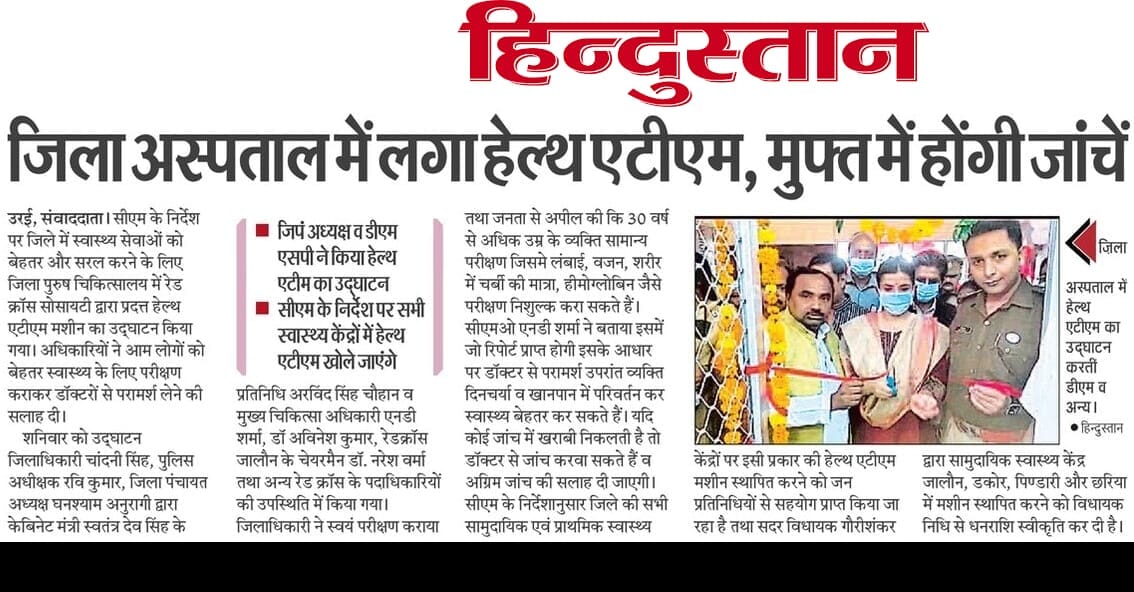 हिन्दुस्तान
जिला अस्पताल में लगा हेल्थ एटीएम, मुफ्त में होंगी जांचें
उरई, संवाददाता। सीएम के निर्देश
पर जिले में स्वास्थ्य सेवाओं को
बेहतर और सरल करने के लिए
जिला पुरुष चिकित्सालय में रेड
क्रॉस सोसायटी द्वारा प्रदत्त हेल्थ
एटीएम मशीन का उद्घाटन किया
गया। अधिकारियों ने आम लोगों को
बेहतर स्वास्थ्य के लिए परीक्षण
कराकर डॉक्टरों से परामर्श लेने की
सलाह दी।
शनिवार को उद्घाटन
जिलाधिकारी चांदनी सिंह, पुलिस
अधीक्षक रवि कुमार, जिला पंचायत
अध्यक्ष घनश्याम अनुरागी द्वारा
केबिनेट मंत्री स्वतंत्र देव सिंह के
जिपं अध्यक्ष व डीएम
एसपी ने किया हेल्थ
एटीम का उद्घाटन
सीएम के निर्देश पर सभी
स्वास्थ्य केंद्रों में हेल्थ
एटीएम खोले जाएंगे
प्रतिनिधि अरविंद सिंह चौहान व
मुख्य चिकित्सा अधिकारी एनडी
शर्मा, डॉ अविनेश कुमार, रेडक्रॉस
जालौन के चेयरमैन डॉ. नरेश वर्मा
तथा अन्य रेड क्रॉस के पदाधिकारियों
की उपस्थिति में किया गया।
जिलाधिकारी ने स्वयं परीक्षण कराया
तथा जनता से अपील की कि 30 वर्ष
से अधिक उम्र के व्यक्ति सामान्य
परीक्षण जिसमे लंबाई, वजन, शरीर
में चर्बी की मात्रा, हीमोग्लोबिन जैसे
परीक्षण निशुल्क करा सकते हैं।
सीएमओ एनडी शर्मा ने बताया इसमें
जो रिपोर्ट प्राप्त होगी इसके आधार
पर डॉक्टर से परामर्श उपरांत व्यक्ति
दिनचर्या व खानपान में परिवर्तन कर
स्वास्थ्य बेहतर कर सकते हैं। यदि
कोई जांच में खराबी निकलती है तो
डॉक्टर से जांच करवा सकते हैं व
अग्रिम जांच की सलाह दी जाएगी।
सीएम के निर्देशानुसार जिले की सभी
सामुदायिक एवं प्राथमिक स्वास्थ्य
जिला
अस्पताल में
हेल्थ
एटीएम का
उद्घाटन
करतीं
डीएम व
अन्य।
● हिन्दुस्तान
केंद्रों पर इसी प्रकार की हेल्थ एटीएम
मशीन स्थापित करने को जन
प्रतिनिधियों से सहयोग प्राप्त किया जा
रहा है तथा सदर विधायक गौरीशंकर
द्वारा सामुदायिक स्वास्थ्य केंद्र
जालौन, डकोर, पिण्डारी और छरिया
में मशीन स्थापित करने को विधायक
निधि से धनराशि स्वीकृति कर दी है।